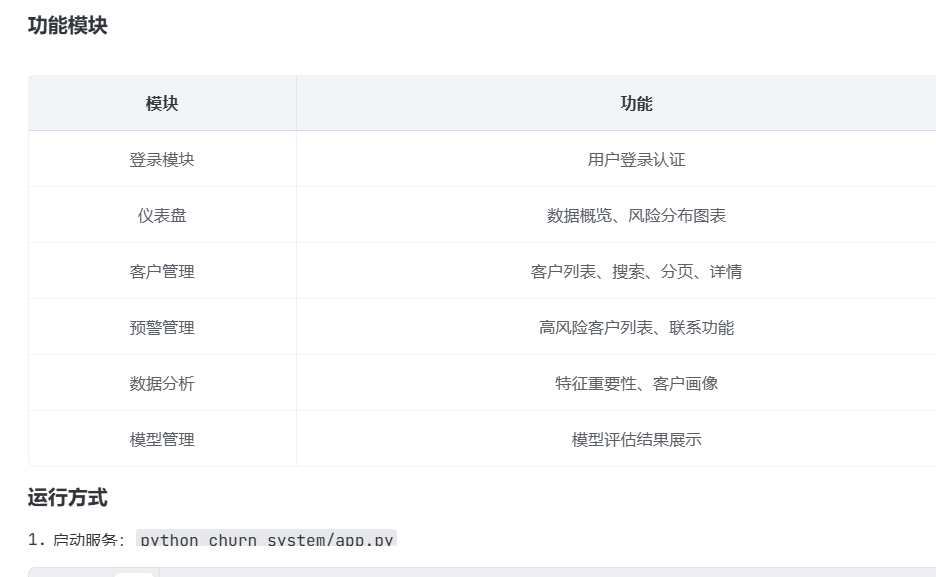 功能模块
模块 功能
登录模块 用户登录认证
仪表盘 数据概览、风险分布图表
客户管理 客户列表、搜索、分页、详情
预警管理 高风险客户列表、联系功能
数据分析 特征重要性、客户画像
模型管理 模型评估结果展示
运行方式
1. 启动服务： python churn_system/app.py